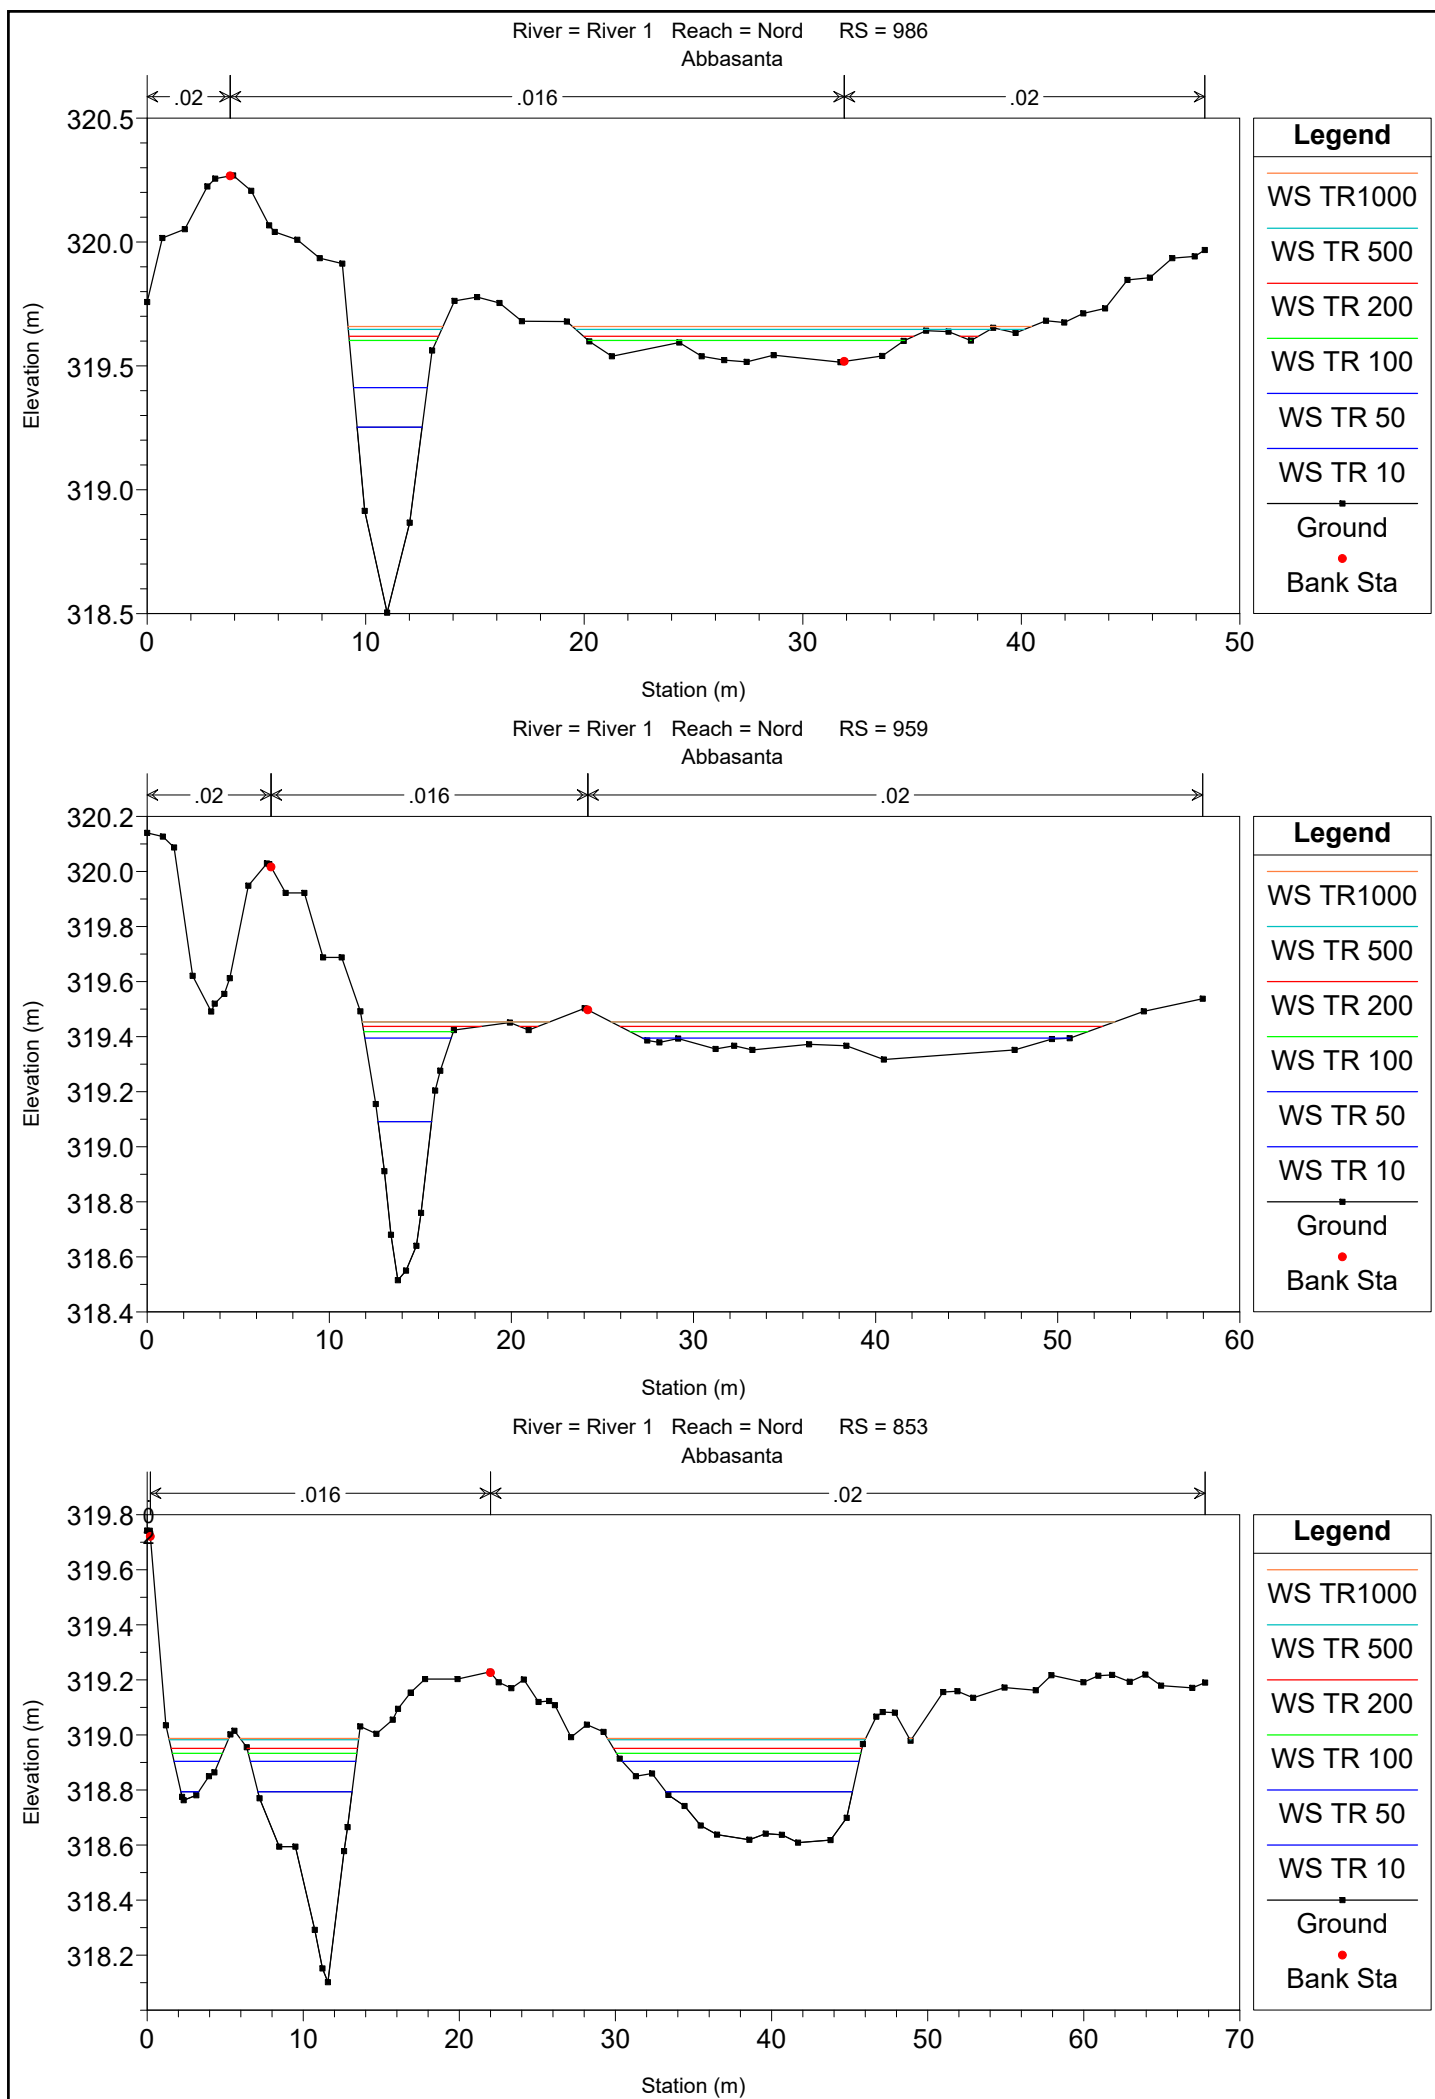 River = River 1 Reach = Nord RS = 986
Abbasanta
.02 .016 .02
320.5
320.0
319.5
319.0
318.5
Elevation (m)
0 10 20 30 40 50
Station (m)
Legend
WS TR1000
WS TR 500
WS TR 200
WS TR 100
WS TR 50
WS TR 10
Ground
Bank Sta
River = River 1 Reach = Nord RS = 959
Abbasanta
.02 .016 .02
320.2
320.0
319.8
319.6
319.4
319.2
319.0
318.8
318.6
318.4
Elevation (m)
0 10 20 30 40 50 60
Station (m)
Legend
WS TR1000
WS TR 500
WS TR 200
WS TR 100
WS TR 50
WS TR 10
Ground
Bank Sta
River = River 1 Reach = Nord RS = 853
Abbasanta
.016 .02
319.8
319.6
319.4
319.2
319.0
318.8
318.6
318.4
318.2
Elevation (m)
0 10 20 30 40 50 60 70
Station (m)
Legend
WS TR1000
WS TR 500
WS TR 200
WS TR 100
WS TR 50
WS TR 10
Ground
Bank Sta